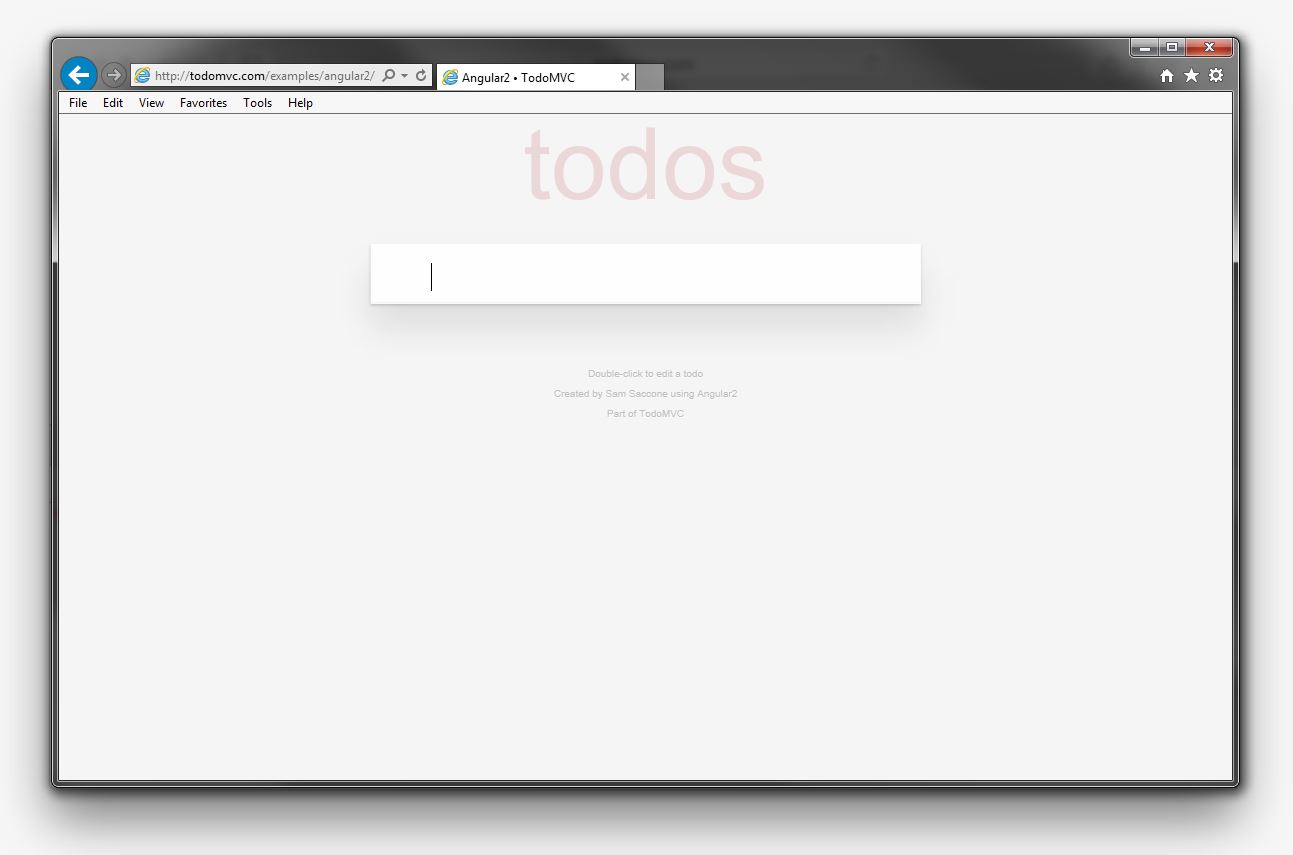 http://todomvc.com/examples/angular2/
Angular2 • TodoMVC
File Edit View Favorites Tools Help
todos
Double-click to edit a todo
Created by Sam Saccone using Angular2
Part of TodoMVC